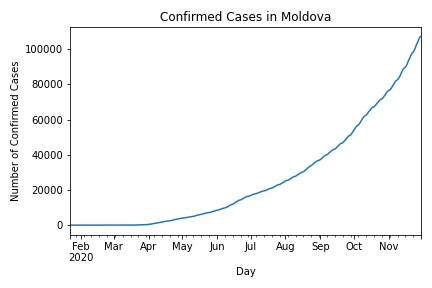 Confirmed Cases in Moldova
Number of Confirmed Cases
100000
80000
60000
40000
20000
0
Feb Mar Apr May Jun Jul Aug Sep Oct Nov
2020
Day